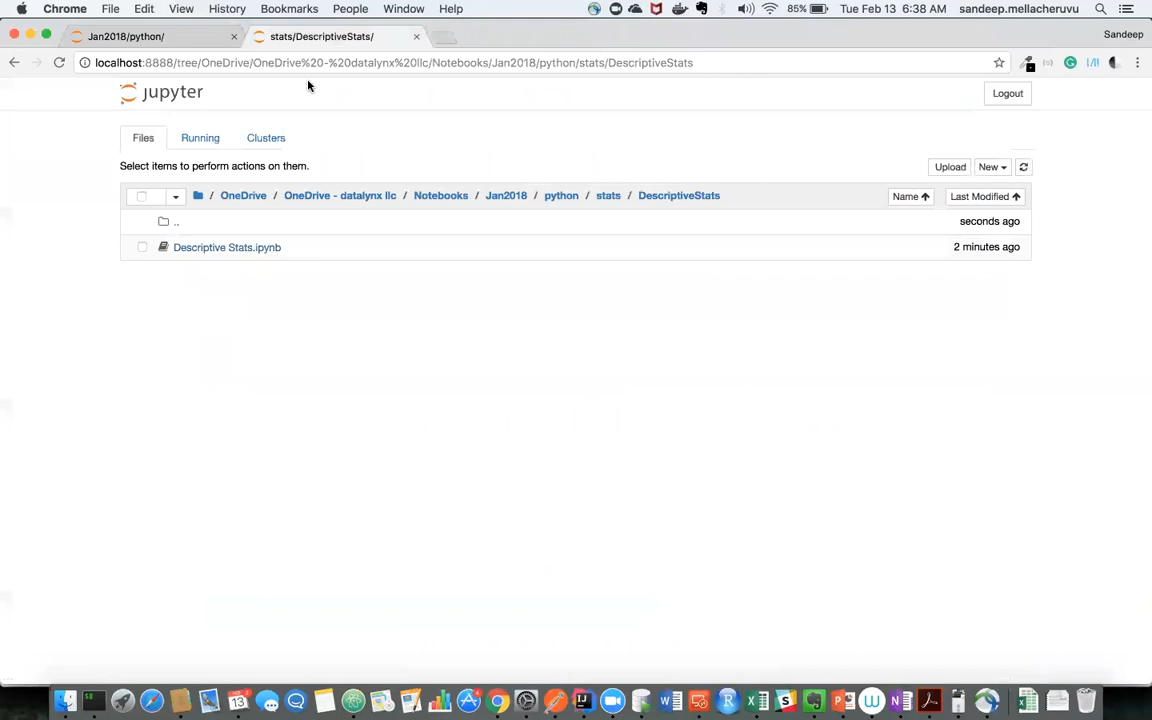 Chrome File Edit View History Bookmarks People Window Help 85% Tue Feb 13 6:38 AM sandeep.mellacheruvu
Jan2018/python/ stats/DescriptiveStats/ Sandeep
localhost:8888/tree/OneDrive/OneDrive%20-%20datalynx%20llc/Notebooks/Jan2018/python/stats/DescriptiveStats
jupyter Logout
Files Running Clusters
Select items to perform actions on them. Upload New
/ OneDrive / OneDrive - datalynx llc / Notebooks / Jan2018 / python / stats / DescriptiveStats Name Last Modified
.. seconds ago
Descriptive Stats.ipynb 2 minutes ago